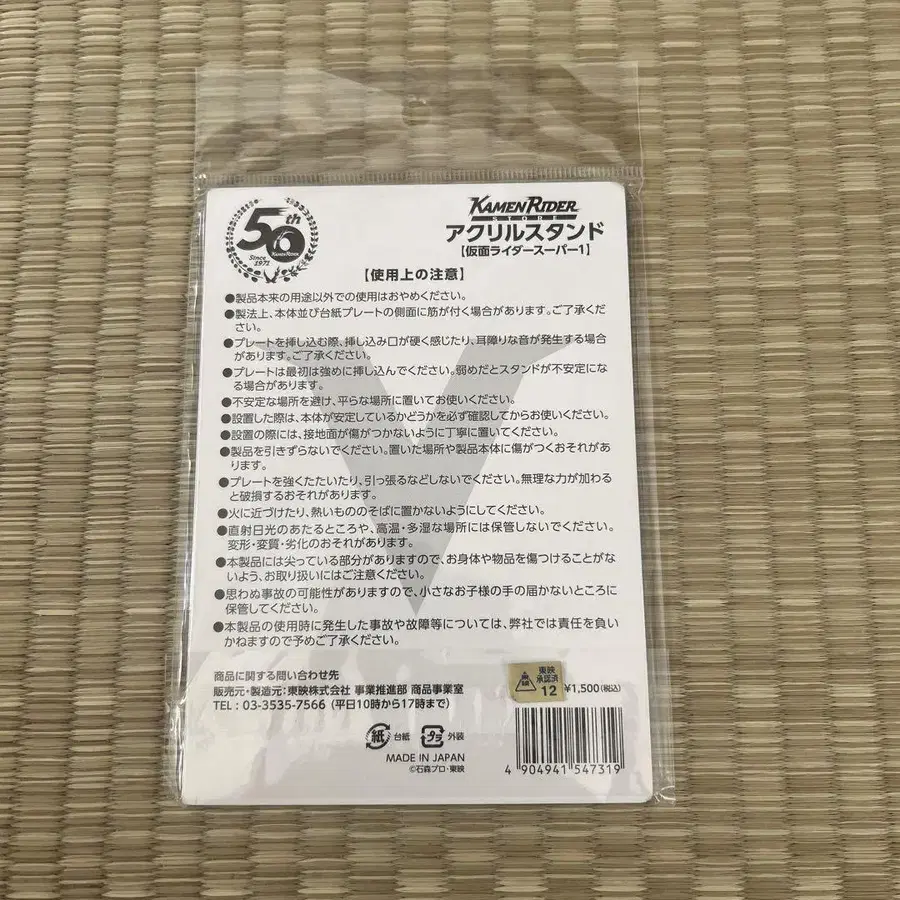 50th
Since 1971
KAMEN RIDER
KAMEN RIDER
STORE
アクリルスタンド
【仮面ライダースーパー1】
【使用上の注意】
●製品本来の用途以外での使用はおやめください。
●製法上、本体並び台紙プレートの側面に筋が付く場合があります。ご了承くだ
さい。
●プレートを挿し込む際、挿し込み口が硬く感じたり、耳障りな音が発生する場合
があります。ご了承ください。
●プレートは最初は強めに挿し込んでください。弱めだとスタンドが不安定にな
る場合があります。
●不安定な場所を避け、平らな場所に置いてお使いください。
●設置した際は、本体が安定しているかどうかを必ず確認してからお使いください。
●設置の際には、接地面が傷がつかないように丁寧に置いてください。
●製品を引きずらないでください。置いた場所や製品本体に傷がつくおそれがあ
ります。
●プレートを強くたたいたり、引っ張るなどしないでください。無理な力が加わる
と破損するおそれがあります。
●火に近づけたり、熱いもののそばに置かないようにしてください。
●直射日光のあたるところや、高温・多湿な場所には保管しないでください。
変形・変質・劣化のおそれがあります。
●本製品には尖っている部分がありますので、お身体や物品を傷つけることがな
いよう、お取り扱いにはご注意ください。
●思わぬ事故の可能性がありますので、小さなお子様の手の届かないところに
保管してください。
●本製品の使用時に発生した事故や故障等については、弊社では責任を負い
かねますので予めご了承ください。
商品に関する問い合わせ先
販売元・製造元：東映株式会社 事業推進部 商品事業室
TEL：03-3535-7566（平日10時から17時まで）
東映
承認済
12
¥1,500(税込)
紙 台紙 プラ 外装
MADE IN JAPAN
©石森プロ・東映
4 904941 547319